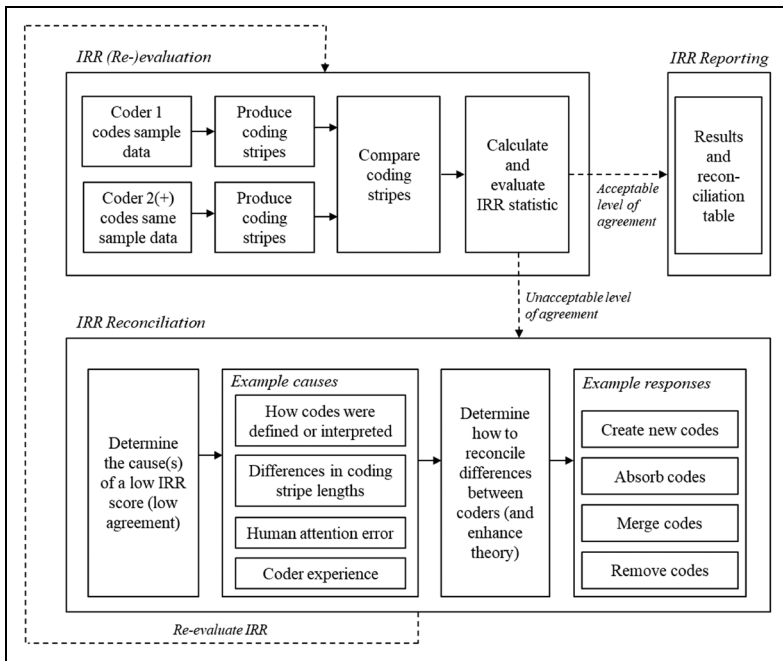 IRR (Re-)evaluation
Coder 1
codes sample
data
Produce
coding
stripes
Coder 2(+)
codes same
sample data
Produce
coding
stripes
Compare
coding
stripes
Calculate
and
evaluate
IRR statistic
Acceptable
level of
agreement
IRR Reporting
Results
and
recon-
ciliation
table
Unacceptable level
of agreement
IRR Reconciliation
Determine
the cause(s)
of a low IRR
score (low
agreement)
Example causes
How codes were
defined or interpreted
Differences in coding
stripe lengths
Human attention error
Coder experience
Determine
how to
reconcile
differences
between
coders (and
enhance
theory)
Example responses
Create new codes
Absorb codes
Merge codes
Remove codes
Re-evaluate IRR